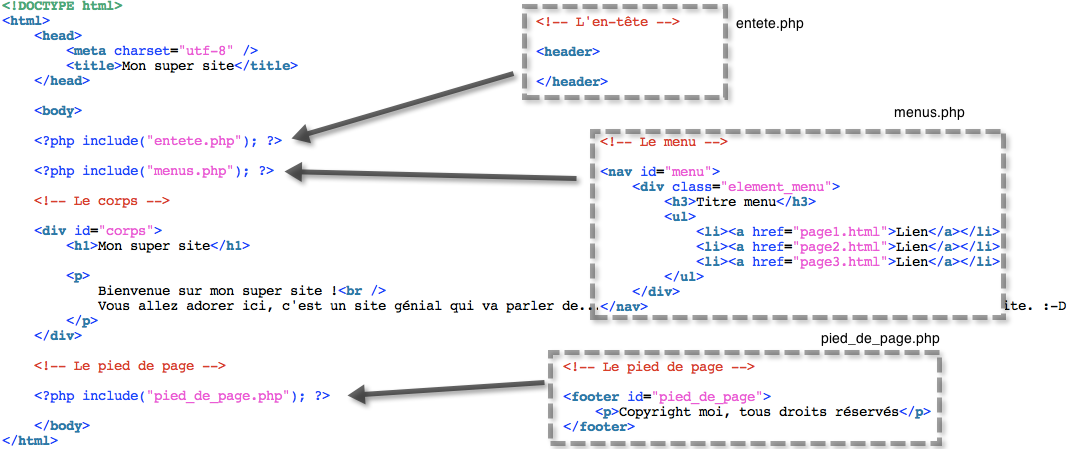 <!DOCTYPE html>
<html>
    <head>
        <meta charset="utf-8" />
        <title>Mon super site</title>
    </head>

    <body>

    <?php include("entete.php"); ?>

    <?php include("menus.php"); ?>

    <!-- Le corps -->

    <div id="corps">
        <h1>Mon super site</h1>

        <p>
            Bienvenue sur mon super site !<br />
            Vous allez adorer ici, c'est un site génial qui va parler de... ite. :-D
        </p>
    </div>

    <!-- Le pied de page -->

    <?php include("pied_de_page.php"); ?>

    </body>
</html>

entete.php
<!-- L'en-tête -->

<header>

</header>

menus.php
<!-- Le menu -->

<nav id="menu">
    <div class="element_menu">
        <h3>Titre menu</h3>
        <ul>
            <li><a href="page1.html">Lien</a></li>
            <li><a href="page2.html">Lien</a></li>
            <li><a href="page3.html">Lien</a></li>
        </ul>
    </div>
</nav>

pied_de_page.php
<!-- Le pied de page -->

<footer id="pied_de_page">
    <p>Copyright moi, tous droits réservés</p>
</footer>